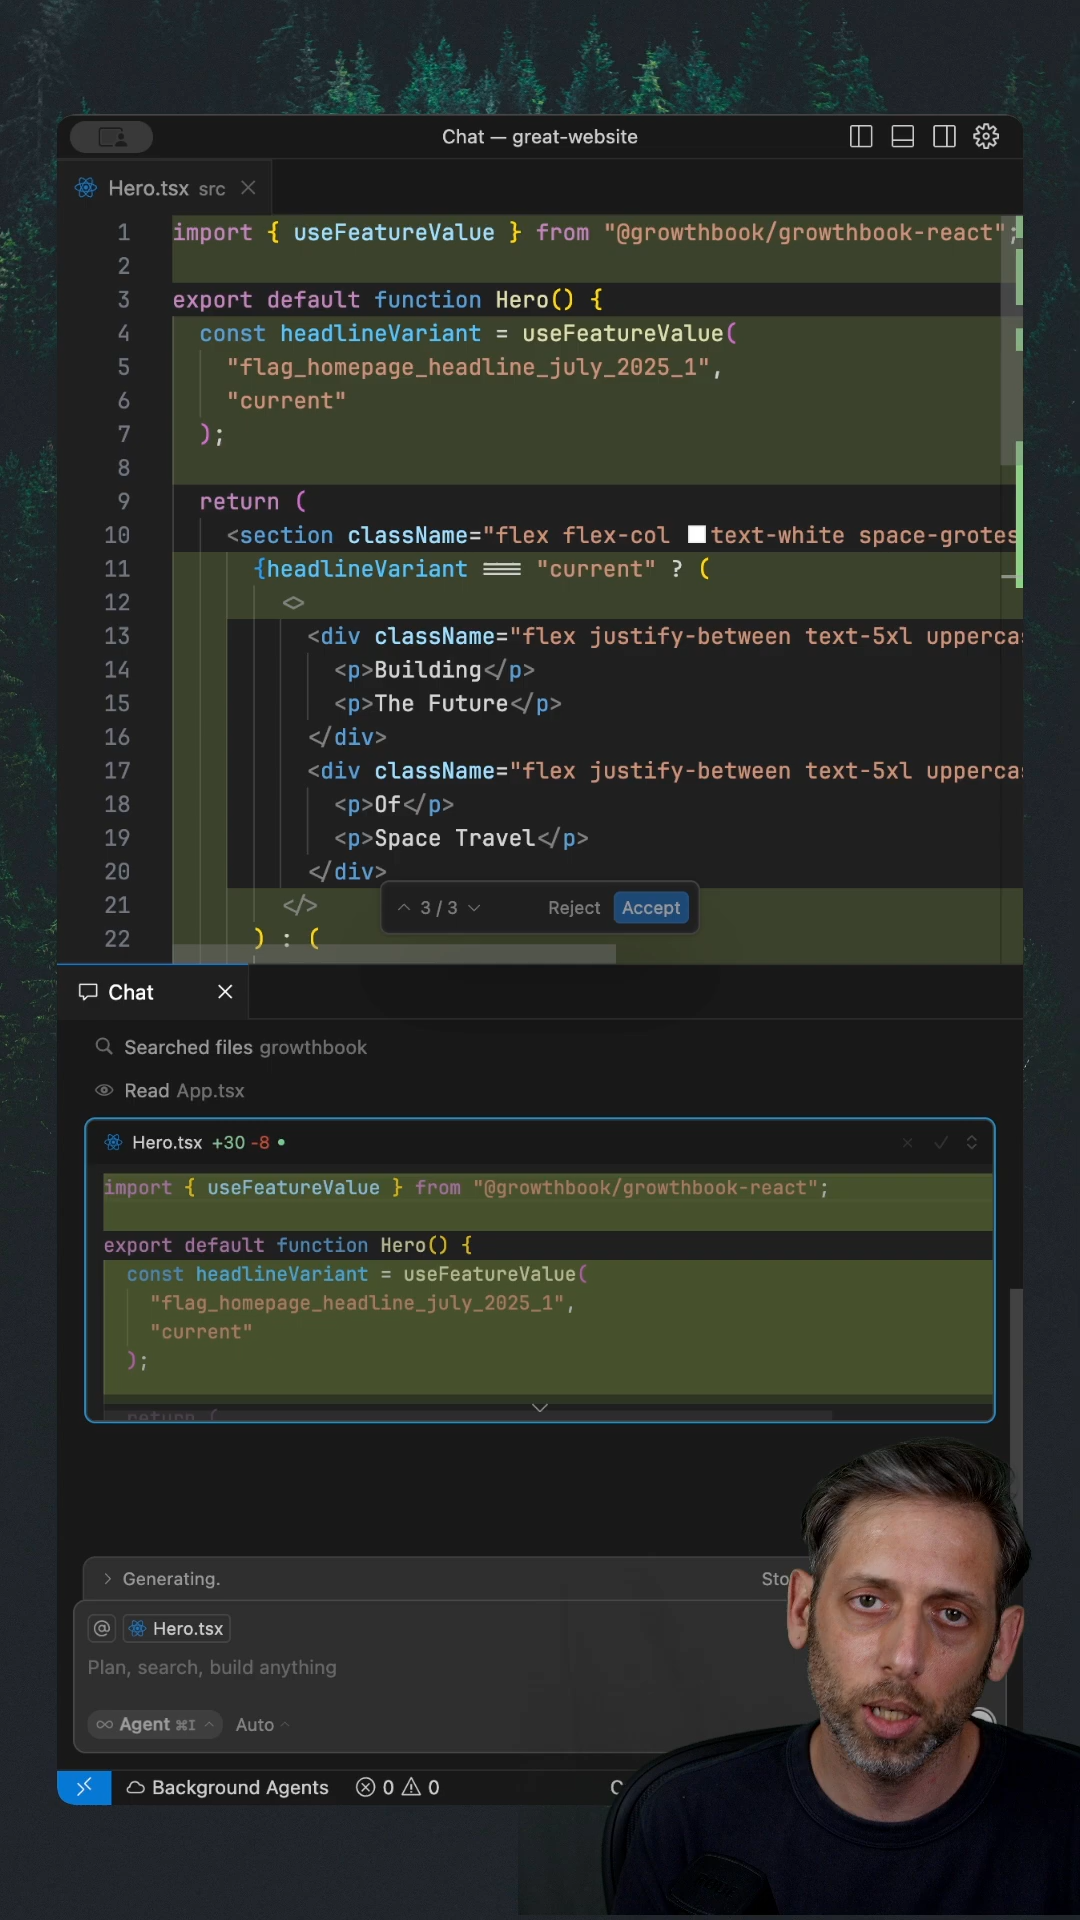 Chat — great-website
Hero.tsx src
1 import { useFeatureValue } from "@growthbook/growthbook-react";
2
3 export default function Hero() {
4 const headlineVariant = useFeatureValue(
5 "flag_homepage_headline_july_2025_1",
6 "current"
7 );
8
9 return (
10 <section className="flex flex-col text-white space-grotes
11 {headlineVariant === "current" ? (
12 <>
13 <div className="flex justify-between text-5xl upperca
14 <p>Building</p>
15 <p>The Future</p>
16 </div>
17 <div className="flex justify-between text-5xl upperca
18 <p>Of</p>
19 <p>Space Travel</p>
20 </div>
21 </>
22 ) : (
3 / 3 Reject Accept
Chat
Searched files growthbook
Read App.tsx
Hero.tsx +30 -8
import { useFeatureValue } from "@growthbook/growthbook-react";
export default function Hero() {
const headlineVariant = useFeatureValue(
"flag_homepage_headline_july_2025_1",
"current"
);
return (
Generating. Sto
@ Hero.tsx
Plan, search, build anything
Agent ⌘I Auto
Background Agents 0 0 C